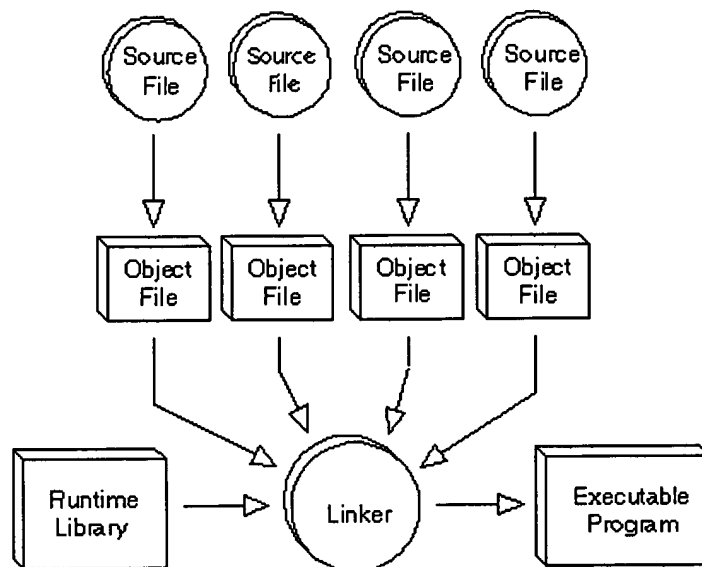 Source
File
Source
File
Source
File
Source
File
Object
File
Object
File
Object
File
Object
File
Runtime
Library
Linker
Executable
Program